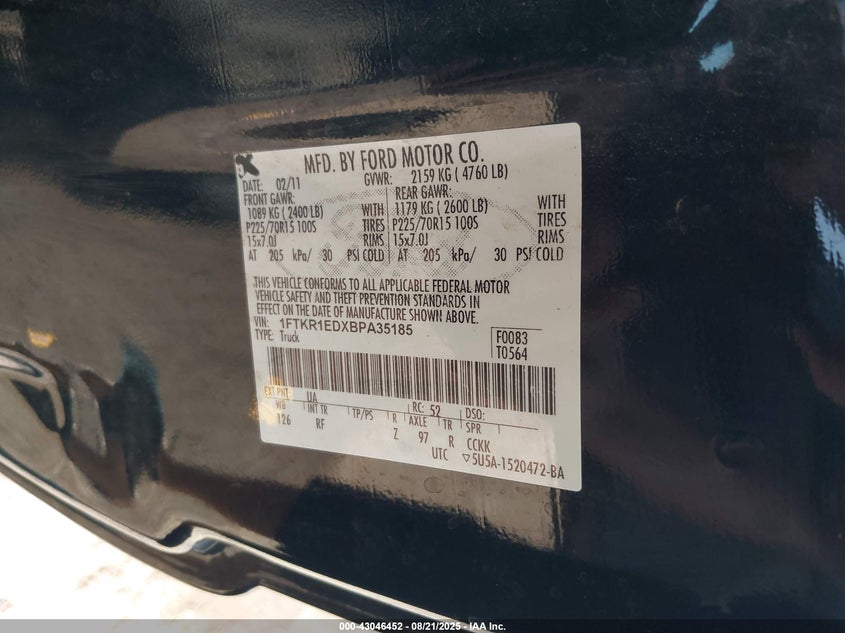 MFD. BY FORD MOTOR CO.
DATE: 02/11 GVWR: 2159 KG ( 4760 LB)
FRONT GAWR: REAR GAWR:
1089 KG ( 2400 LB) WITH 1179 KG ( 2600 LB) WITH
P225/70R15 100S TIRES P225/70R15 100S TIRES
15x7.0J RIMS 15x7.0J RIMS
AT 205 kPa/ 30 PSI COLD AT 205 kPa/ 30 PSI COLD
THIS VEHICLE CONFORMS TO ALL APPLICABLE FEDERAL MOTOR
VEHICLE SAFETY AND THEFT PREVENTION STANDARDS IN
EFFECT ON THE DATE OF MANUFACTURE SHOWN ABOVE.
VIN: 1FTKR1EDXBPA35185
TYPE: Truck
F0083
T0564
EXT PNT: UA RC: 52 DSO:
WB INT TR TP/PS R AXLE TR SPR
126 RF Z 97 R CCKK
UTC ▽5U5A-1520472-BA
000-43046452 - 08/21/2025 - IAA Inc.